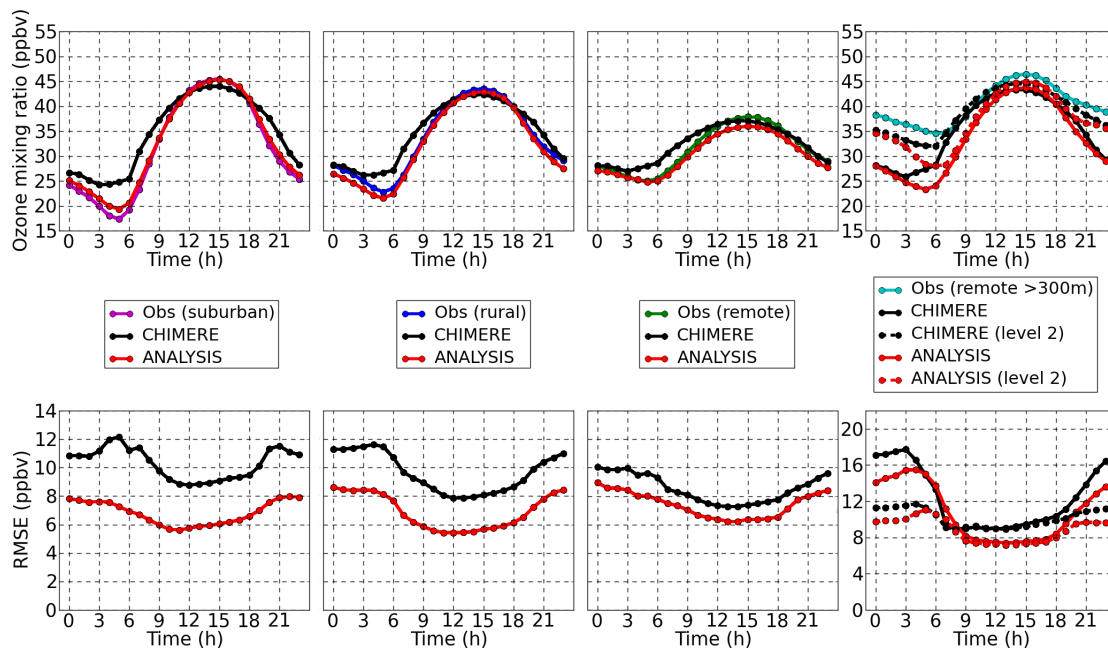 Ozone mixing ratio (ppbv)
55 50 45 40 35 30 25 20 15
0 3 6 9 12 15 18 21
Time (h)
0 3 6 9 12 15 18 21
Time (h)
0 3 6 9 12 15 18 21
Time (h)
55 50 45 40 35 30 25 20 15
0 3 6 9 12 15 18 21
Time (h)
Obs (suburban)
CHIMERE
ANALYSIS
Obs (rural)
CHIMERE
ANALYSIS
Obs (remote)
CHIMERE
ANALYSIS
Obs (remote >300m)
CHIMERE
CHIMERE (level 2)
ANALYSIS
ANALYSIS (level 2)
RMSE (ppbv)
14 12 10 8 6 4 2 0
0 3 6 9 12 15 18 21
Time (h)
0 3 6 9 12 15 18 21
Time (h)
0 3 6 9 12 15 18 21
Time (h)
20 16 12 8 4 0
0 3 6 9 12 15 18 21
Time (h)